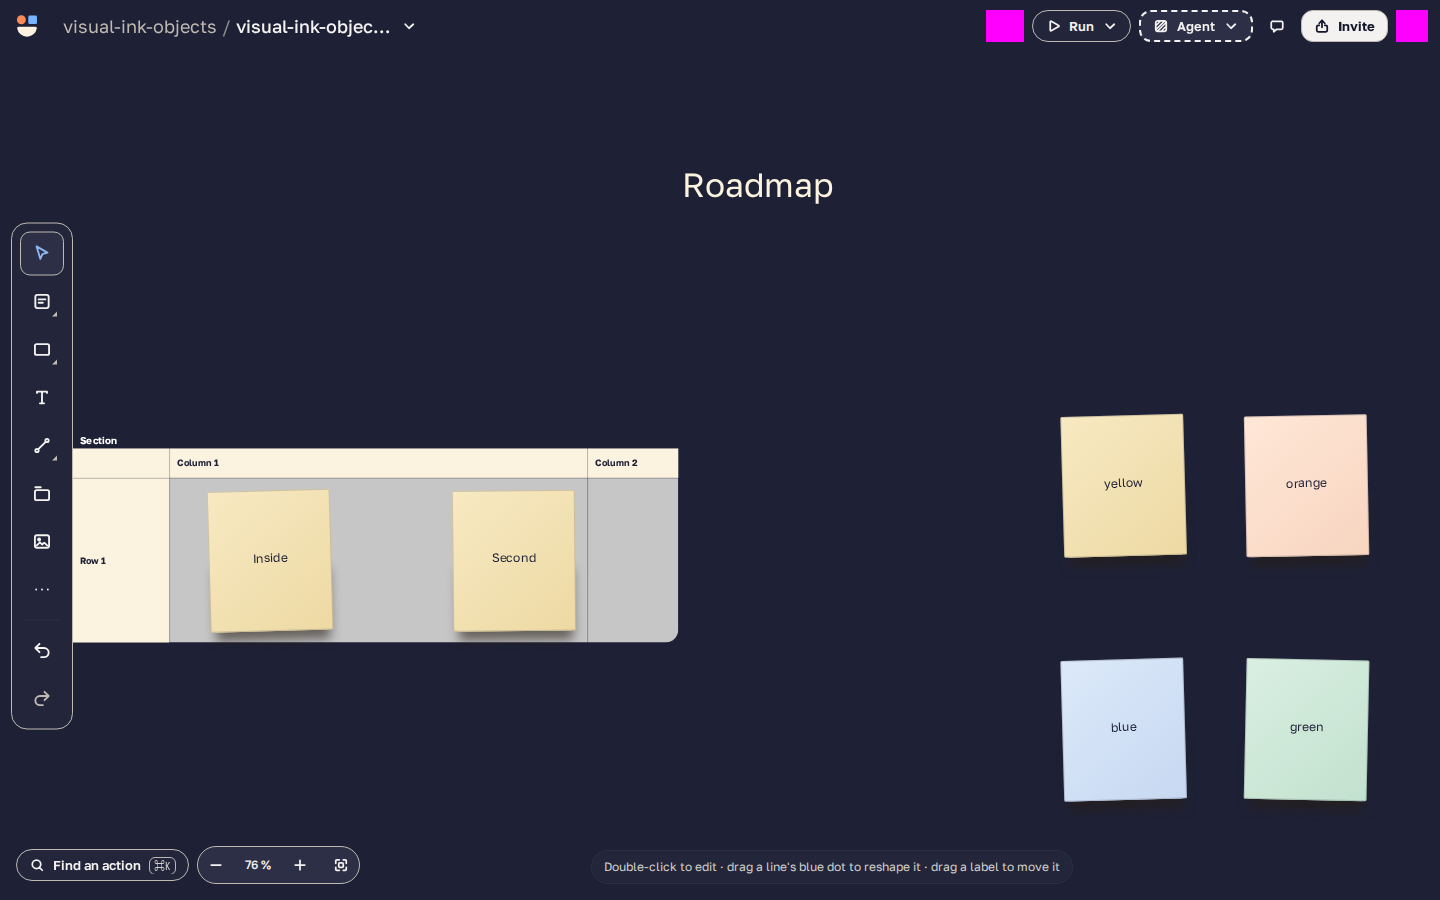 visual-ink-objects / visual-ink-objec...
Run
Agent
Invite
Roadmap
Section
Column 1
Column 2
Row 1
Inside
Second
yellow
orange
blue
green
Find an action ⌘K
76 %
Double-click to edit · drag a line's blue dot to reshape it · drag a label to move it